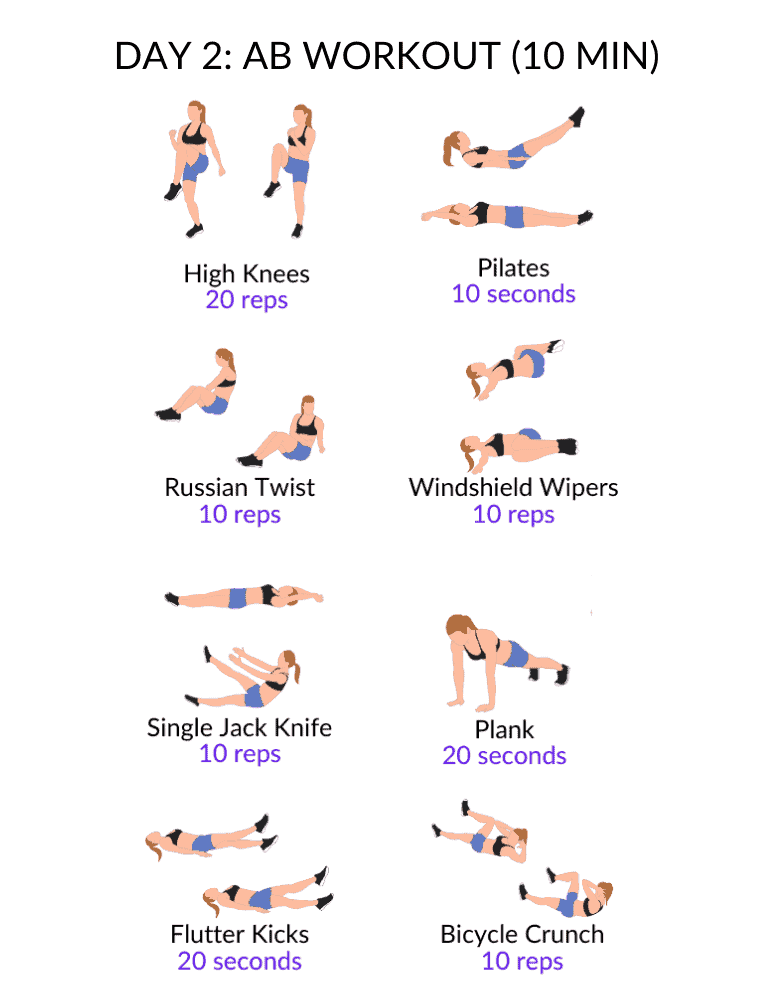 DAY 2: AB WORKOUT (10 MIN)
High Knees
20 reps
Pilates
10 seconds
Russian Twist
10 reps
Windshield Wipers
10 reps
Single Jack Knife
10 reps
Plank
20 seconds
Flutter Kicks
20 seconds
Bicycle Crunch
10 reps